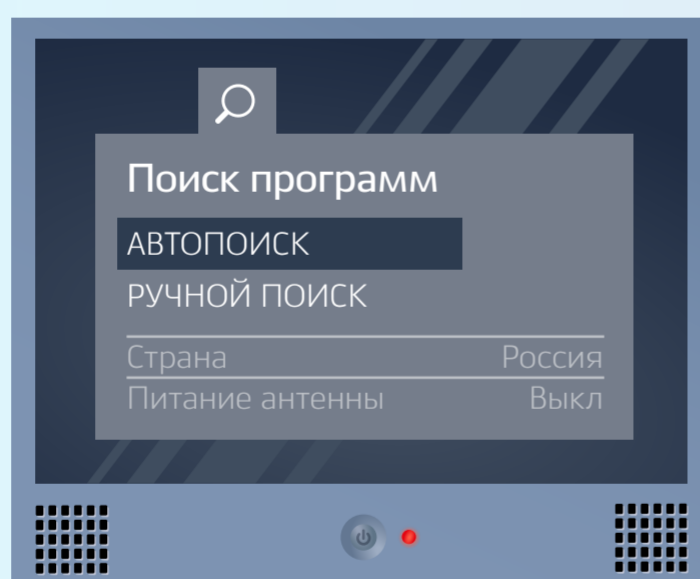 Поиск программ
АВТОПОИСК
РУЧНОЙ ПОИСК
Страна Россия
Питание антенны Выкл